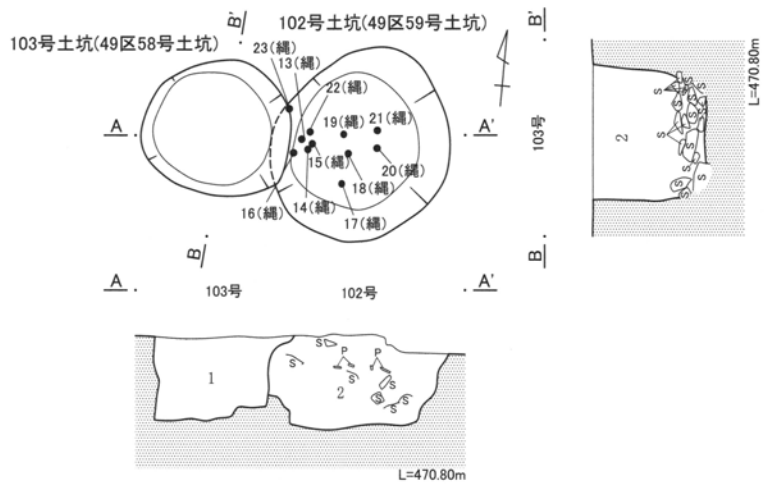 B'
102号土坑(49区59号土坑)
103号土坑(49区58号土坑)
23(縄)
13(縄)
22(縄)
19(縄)
21(縄)
A
A'
15(縄)
20(縄)
18(縄)
16(縄)
14(縄)
17(縄)
B
B'
103号
B
L=470.80m
2
S
S
S
S
S
S
S
S
S
S
A
103号
102号
A'
1
2
S
S
P
P
S
S
S
S
S
L=470.80m